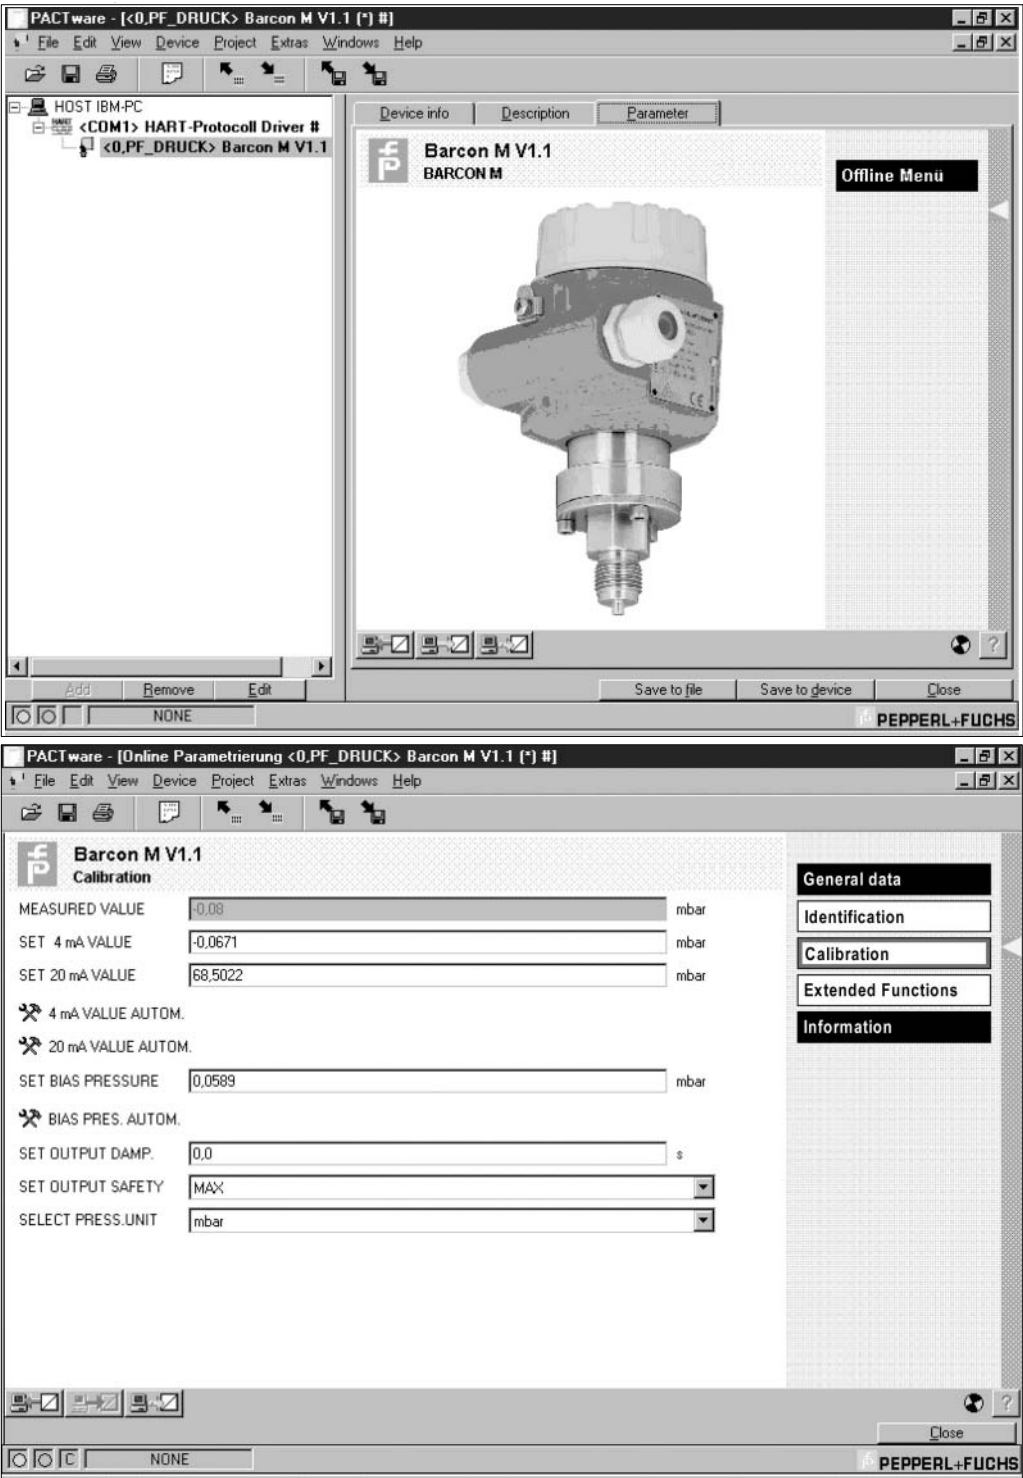 PACTware - [<0,PF_DRUCK> Barcon M V1.1 (*) #]
File Edit View Device Project Extras Windows Help
HOST IBM-PC
HART <COM1> HART-Protocoll Driver #
<0,PF_DRUCK> Barcon M V1.1
Device info Description Parameter
Barcon M V1.1
BARCON M
Offline Menü
Add Remove Edit
Save to file Save to device Close
NONE
PEPPERL+FUCHS
PACTware - [Online Parametrierung <0,PF_DRUCK> Barcon M V1.1 (*) #]
File Edit View Device Project Extras Windows Help
Barcon M V1.1
Calibration
MEASURED VALUE -0,08 mbar
SET 4 mA VALUE -0,0671 mbar
SET 20 mA VALUE 68,5022 mbar
4 mA VALUE AUTOM.
20 mA VALUE AUTOM.
SET BIAS PRESSURE 0,0589 mbar
BIAS PRES. AUTOM.
SET OUTPUT DAMP. 0,0 s
SET OUTPUT SAFETY MAX
SELECT PRESS.UNIT mbar
General data
Identification
Calibration
Extended Functions
Information
Close
C NONE
PEPPERL+FUCHS